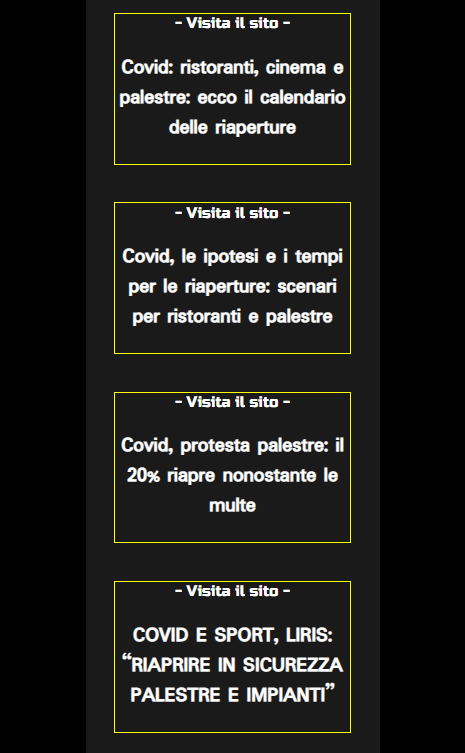 - Visita il sito -
Covid: ristoranti, cinema e
palestre: ecco il calendario
delle riaperture
- Visita il sito -
Covid, le ipotesi e i tempi
per le riaperture: scenari
per ristoranti e palestre
- Visita il sito -
Covid, protesta palestre: il
20% riapre nonostante le
multe
- Visita il sito -
COVID E SPORT, LIRIS:
“RIAPRIRE IN SICUREZZA
PALESTRE E IMPIANTI”